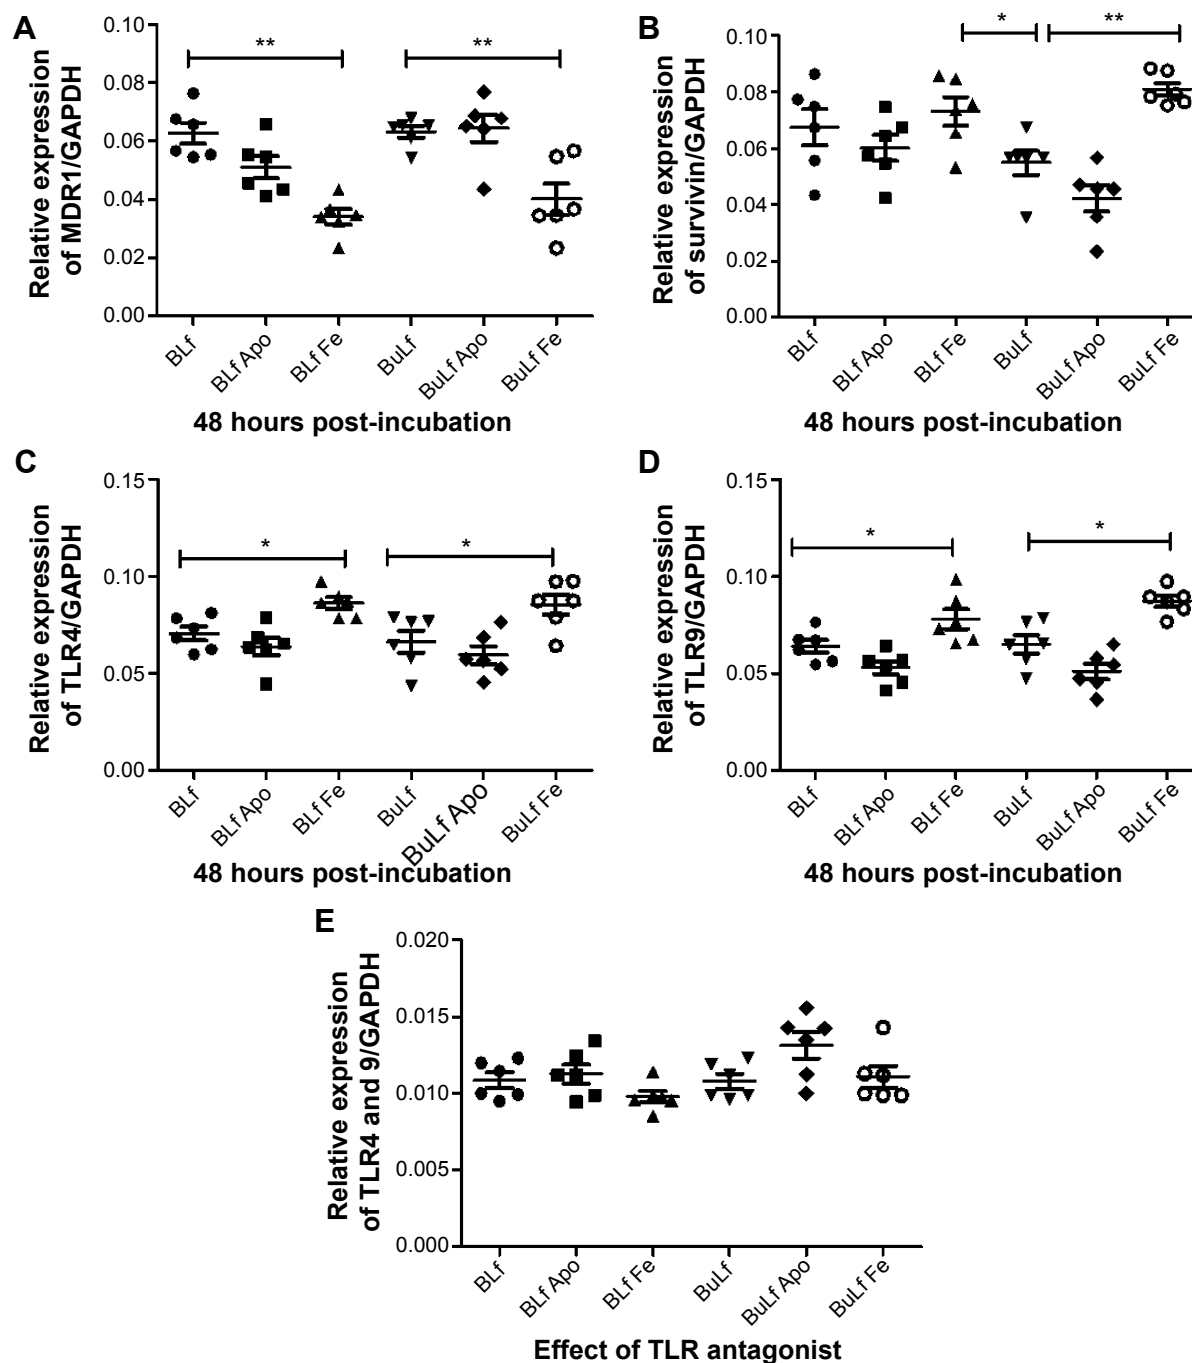 A
Relative expression
of MDR1/GAPDH
0.10
0.08
0.06
0.04
0.02
0.00
**
**
BLf
BLf Apo
BLf Fe
BuLf
BuLf Apo
BuLf Fe
48 hours post-incubation
B
Relative expression
of survivin/GAPDH
0.10
0.08
0.06
0.04
0.02
0.00
*
**
BLf
BLf Apo
BLf Fe
BuLf
BuLf Apo
BuLf Fe
48 hours post-incubation
C
Relative expression
of TLR4/GAPDH
0.15
0.10
0.05
0.00
*
*
BLf
BLf Apo
BLf Fe
BuLf
BuLf Apo
BuLf Fe
48 hours post-incubation
D
Relative expression
of TLR9/GAPDH
0.15
0.10
0.05
0.00
*
*
BLf
BLf Apo
BLf Fe
BuLf
BuLf Apo
BuLf Fe
48 hours post-incubation
E
Relative expression
of TLR4 and 9/GAPDH
0.020
0.015
0.010
0.005
0.000
BLf
BLf Apo
BLf Fe
BuLf
BuLf Apo
BuLf Fe
Effect of TLR antagonist